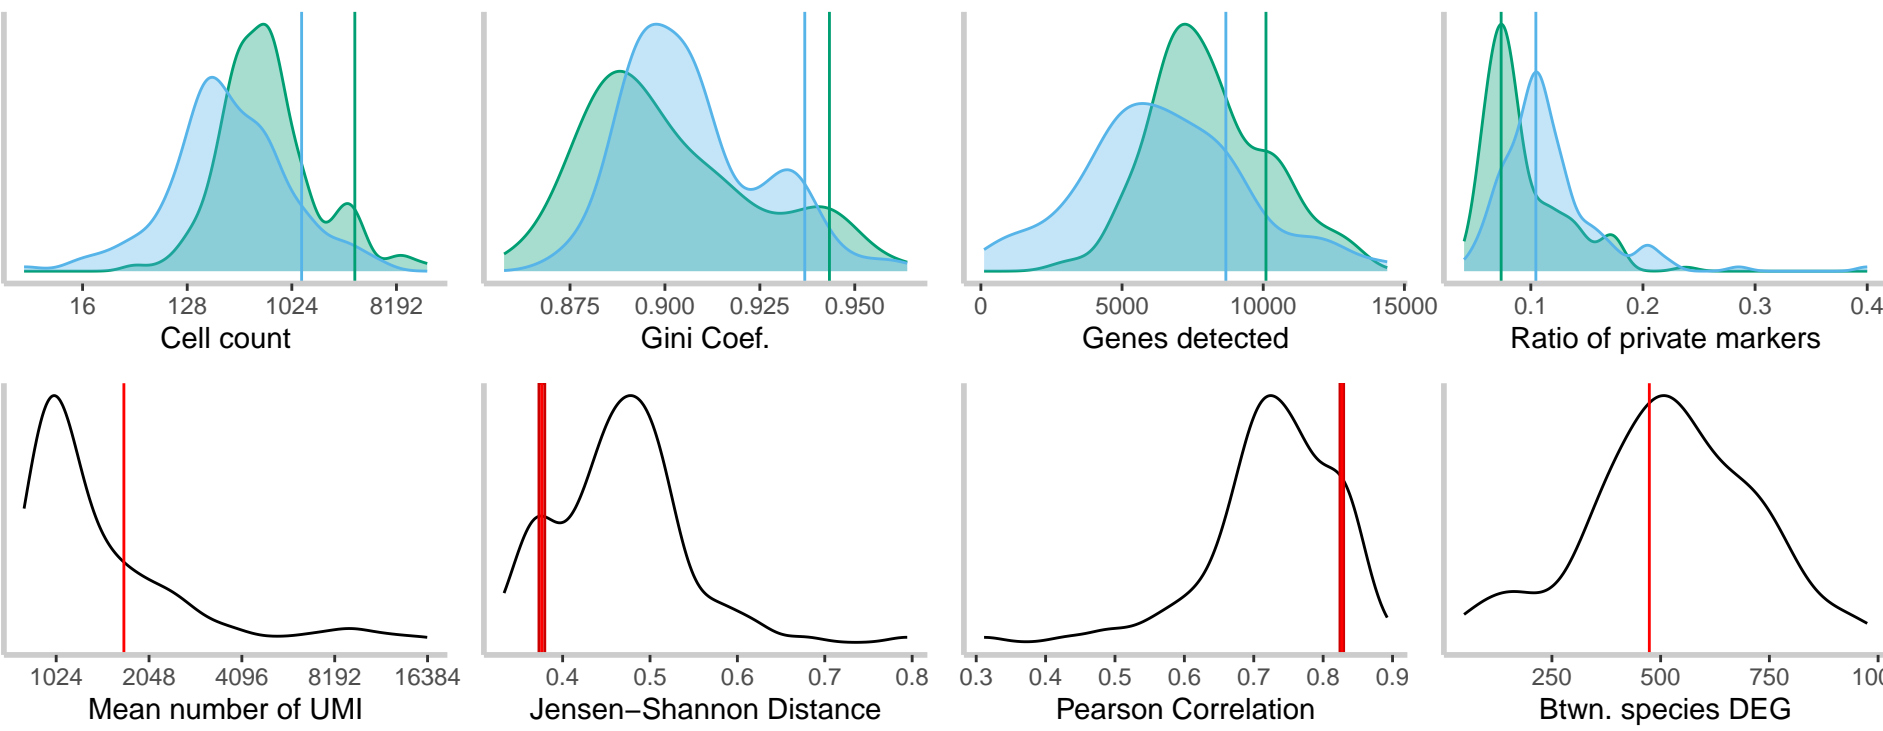 16 128 1024 8192
Cell count
0.875 0.900 0.925 0.950
Gini Coef.
0 5000 10000 15000
Genes detected
0.1 0.2 0.3 0.4
Ratio of private markers
1024 2048 4096 8192 16384
Mean number of UMI
0.4 0.5 0.6 0.7 0.8
Jensen−Shannon Distance
0.3 0.4 0.5 0.6 0.7 0.8 0.9
Pearson Correlation
250 500 750 100
Btwn. species DEG